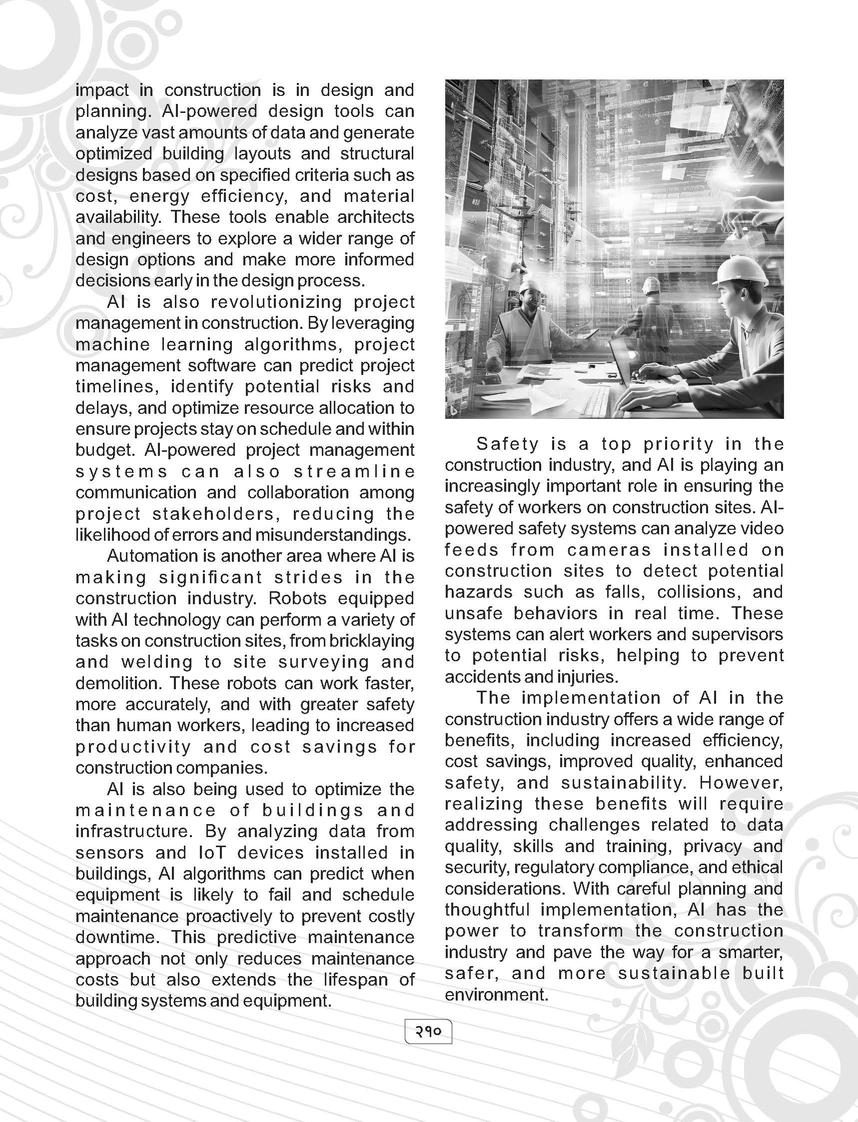 impact in construction is in design and
planning. AI-powered design tools can
analyze vast amounts of data and generate
optimized building layouts and structural
designs based on specified criteria such as
cost, energy efficiency, and material
availability. These tools enable architects
and engineers to explore a wider range of
design options and make more informed
decisions early in the design process.
AI is also revolutionizing project
management in construction. By leveraging
machine learning algorithms, project
management software can predict project
timelines, identify potential risks and
delays, and optimize resource allocation to
ensure projects stay on schedule and within
budget. AI-powered project management
systems can also streamline
communication and collaboration among
project stakeholders, reducing the
likelihood of errors and misunderstandings.
Automation is another area where AI is
making significant strides in the
construction industry. Robots equipped
with AI technology can perform a variety of
tasks on construction sites, from bricklaying
and welding to site surveying and
demolition. These robots can work faster,
more accurately, and with greater safety
than human workers, leading to increased
productivity and cost savings for
construction companies.
AI is also being used to optimize the
maintenance of buildings and
infrastructure. By analyzing data from
sensors and IoT devices installed in
buildings, AI algorithms can predict when
equipment is likely to fail and schedule
maintenance proactively to prevent costly
downtime. This predictive maintenance
approach not only reduces maintenance
costs but also extends the lifespan of
building systems and equipment.
Safety is a top priority in the
construction industry, and AI is playing an
increasingly important role in ensuring the
safety of workers on construction sites. AI-
powered safety systems can analyze video
feeds from cameras installed on
construction sites to detect potential
hazards such as falls, collisions, and
unsafe behaviors in real time. These
systems can alert workers and supervisors
to potential risks, helping to prevent
accidents and injuries.
The implementation of AI in the
construction industry offers a wide range of
benefits, including increased efficiency,
cost savings, improved quality, enhanced
safety, and sustainability. However,
realizing these benefits will require
addressing challenges related to data
quality, skills and training, privacy and
security, regulatory compliance, and ethical
considerations. With careful planning and
thoughtful implementation, AI has the
power to transform the construction
industry and pave the way for a smarter,
safer, and more sustainable built
environment.
२१०